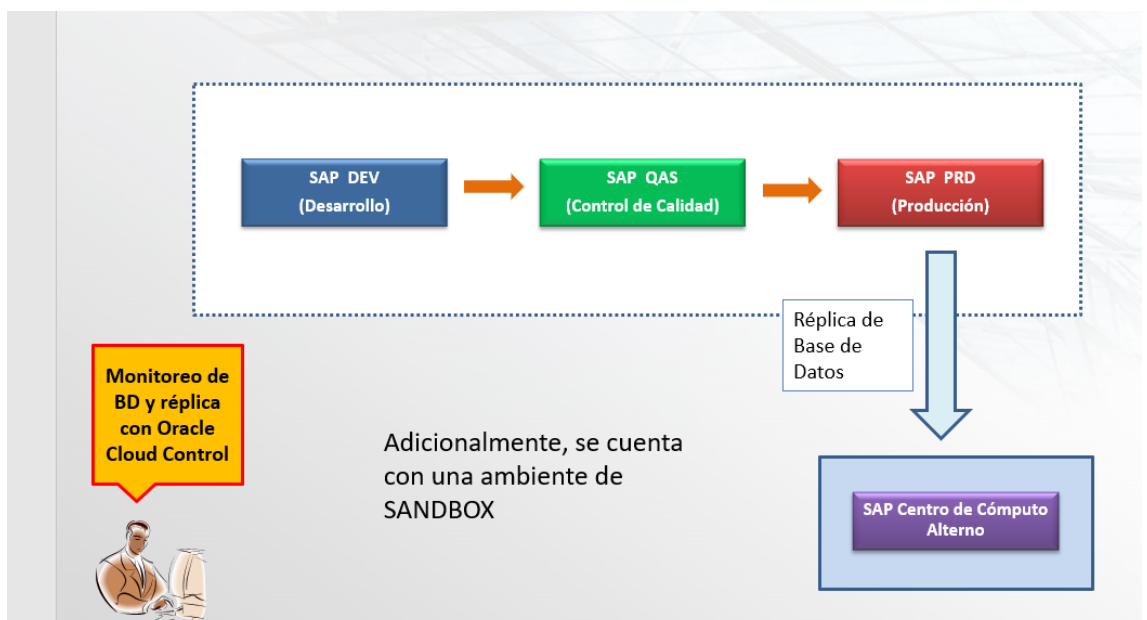 SAP DEV
(Desarrollo)
SAP QAS
(Control de Calidad)
SAP PRD
(Producción)
Réplica de
Base de
Datos
Monitoreo de
BD y réplica
con Oracle
Cloud Control
Adicionalmente, se cuenta
con una ambiente de
SANDBOX
SAP Centro de Cómputo
Alterno